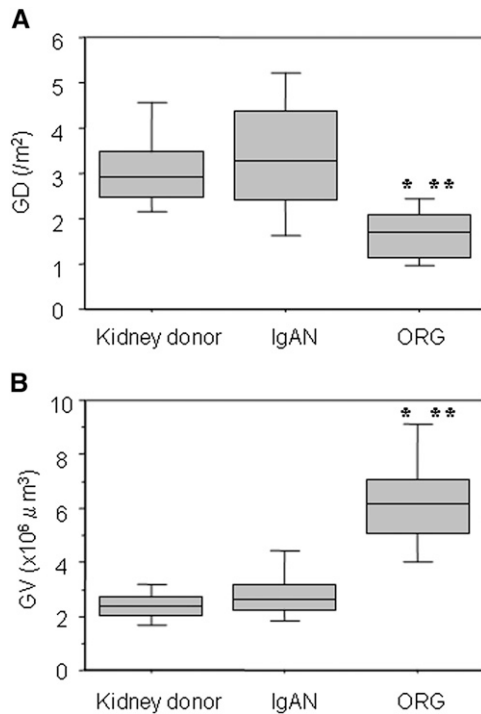 A
6
5
4
3
2
1
0
GD (/m²)
* **
Kidney donor IgAN ORG
B
10
8
6
4
2
0
GV (x10⁶ μ m³)
* **
Kidney donor IgAN ORG